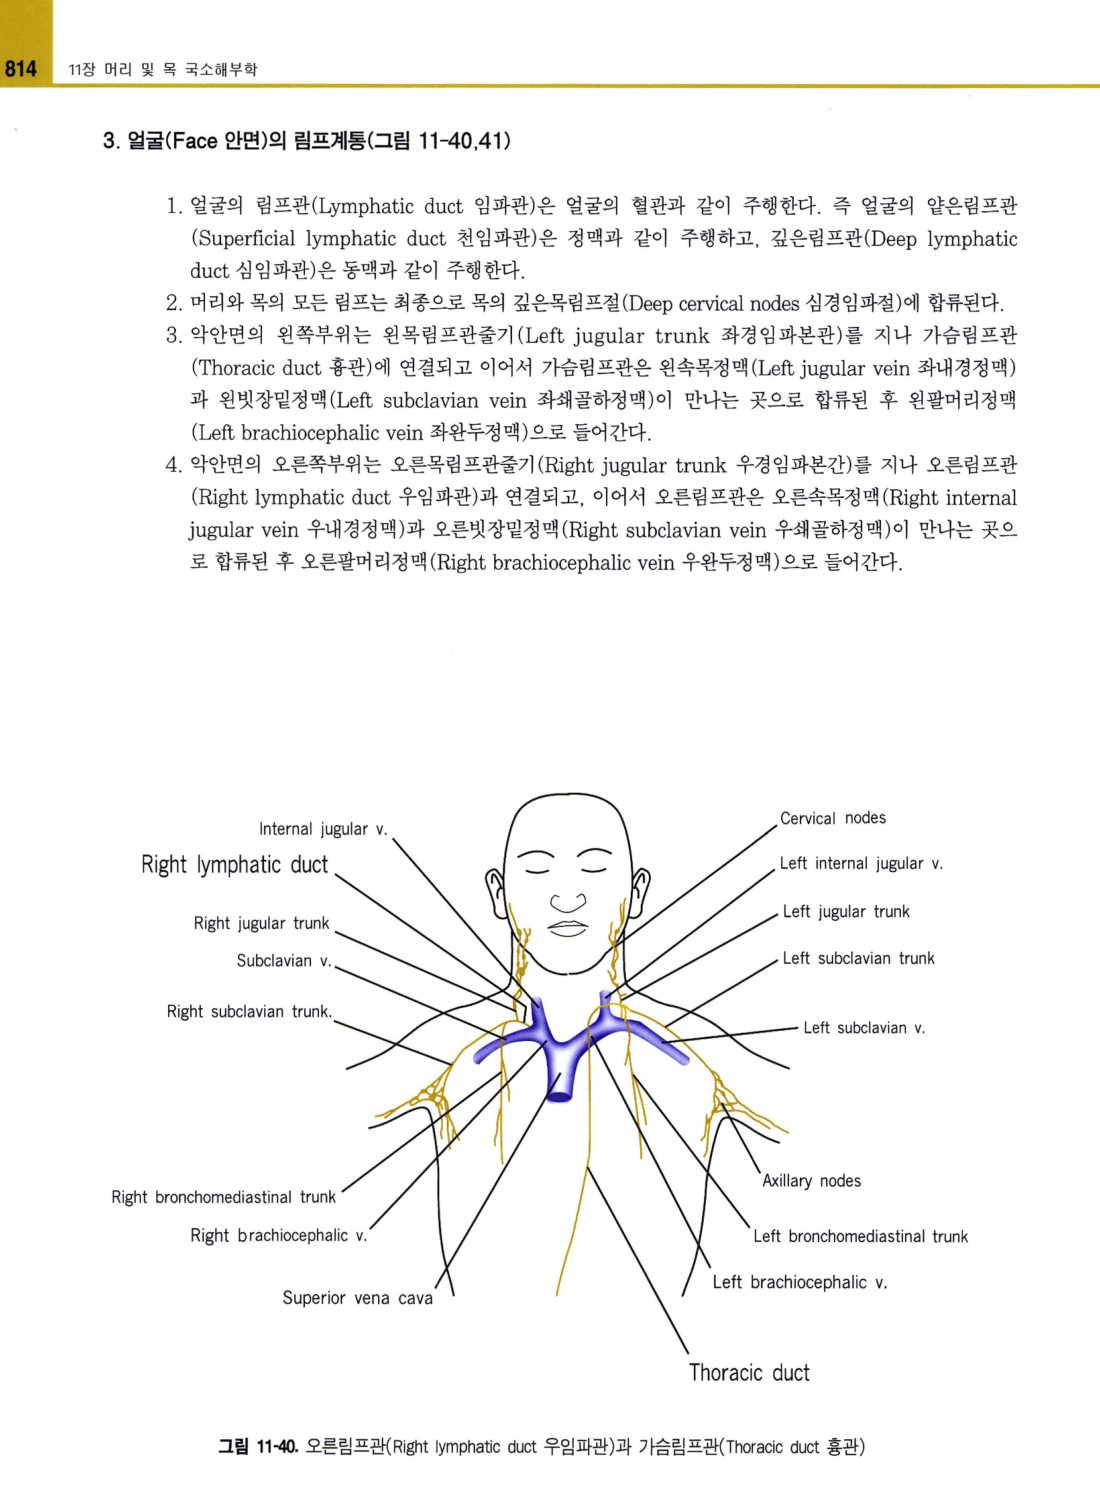 814
11장 머리 및 목 국소해부학
3. 얼굴(Face 안면)의 림프계통(그림 11-40,41)
1. 얼굴의 림프관(Lymphatic duct 임파관)은 얼굴의 혈관과 같이 주행한다. 즉 얼굴의 얕은림프관
(Superficial lymphatic duct 천임파관)은 정맥과 같이 주행하고, 깊은림프관(Deep lymphatic
duct 심임파관)은 동맥과 같이 주행한다.
2. 머리와 목의 모든 림프는 최종으로 목의 깊은목림프절(Deep cervical nodes 심경임파절)에 합류된다.
3. 악안면의 왼쪽부위는 왼목림프관줄기(Left jugular trunk 좌경임파본관)를 지나 가슴림프관
(Thoracic duct 흉관)에 연결되고 이어서 가슴림프관은 왼속목정맥(Left jugular vein 좌내경정맥)
과 왼빗장밑정맥(Left subclavian vein 좌쇄골하정맥)이 만나는 곳으로 합류된 후 왼팔머리정맥
(Left brachiocephalic vein 좌완두정맥)으로 들어간다.
4. 악안면의 오른쪽부위는 오른목림프관줄기(Right jugular trunk 우경임파본간)를 지나 오른림프관
(Right lymphatic duct 우임파관)과 연결되고, 이어서 오른림프관은 오른속목정맥(Right internal
jugular vein 우내경정맥)과 오른빗장밑정맥(Right subclavian vein 우쇄골하정맥)이 만나는 곳으
로 합류된 후 오른팔머리정맥(Right brachiocephalic vein 우완두정맥)으로 들어간다.
Internal jugular v.
Cervical nodes
Right lymphatic duct
Left internal jugular v.
Right jugular trunk
Left jugular trunk
Subclavian v.
Left subclavian trunk
Right subclavian trunk.
Left subclavian v.
Right bronchomediastinal trunk
Axillary nodes
Right brachiocephalic v.
Left bronchomediastinal trunk
Superior vena cava
Left brachiocephalic v.
Thoracic duct
그림 11-40. 오른림프관(Right lymphatic duct 우임파관)과 가슴림프관(Thoracic duct 흉관)